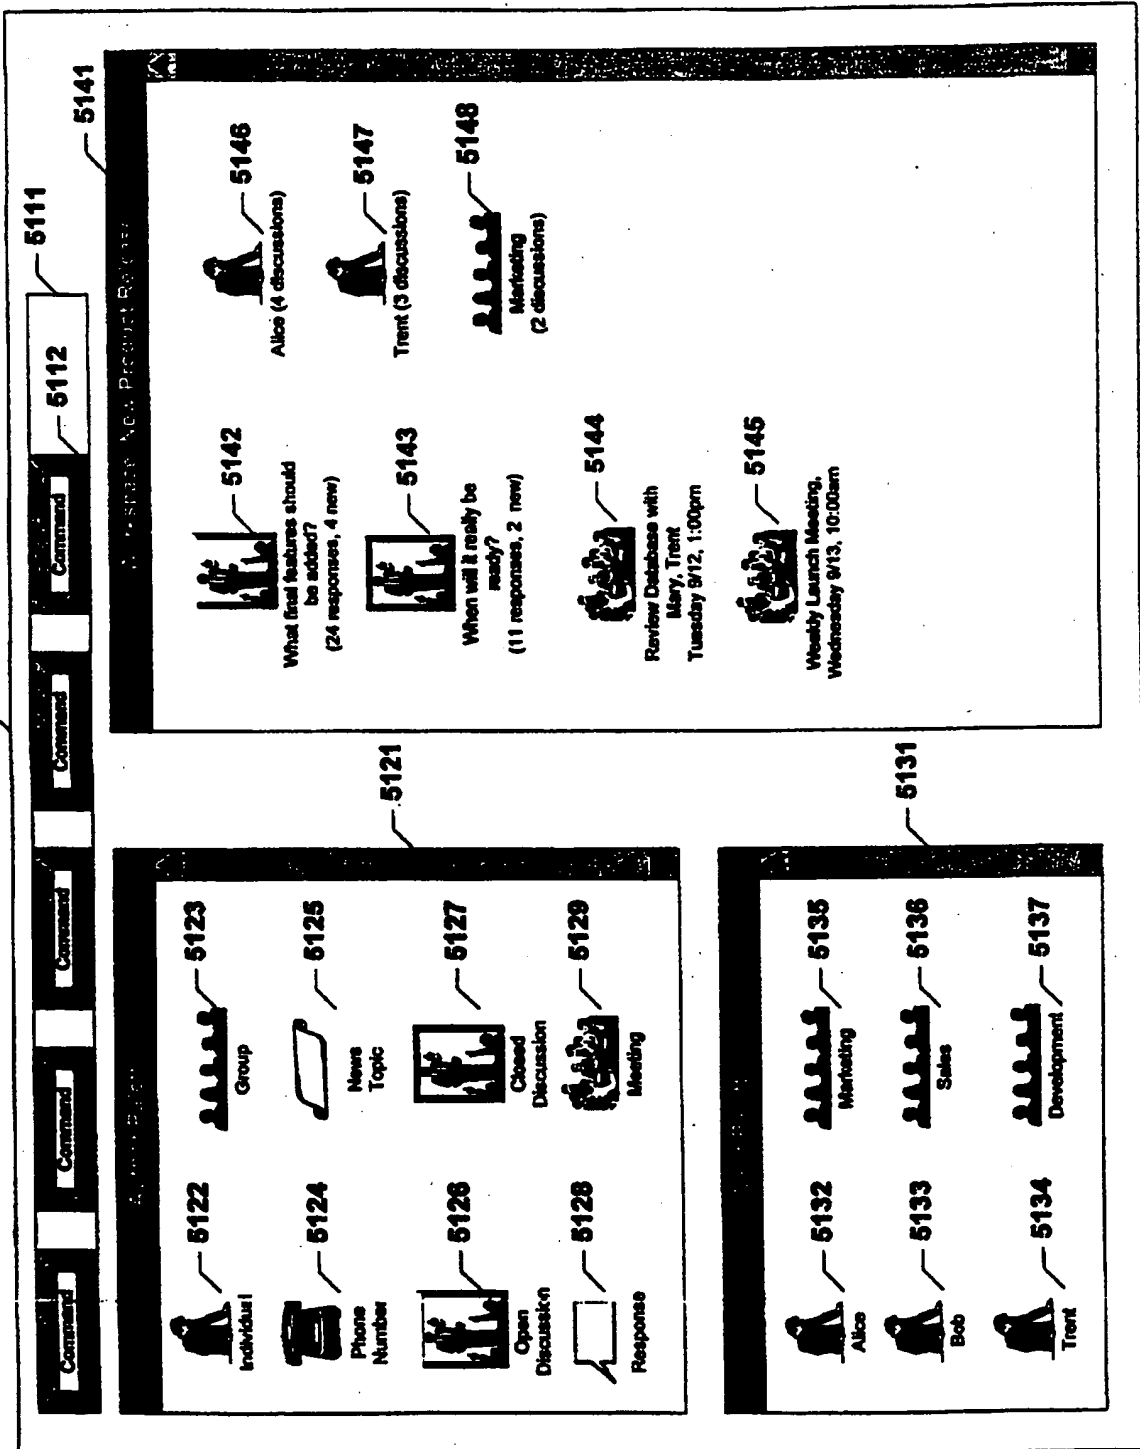 Command
Command
Command
Command
Command
5112
5111
5141
5122
Individual
5123
Group
5124
Phone
Number
5125
News
Topic
5126
Open
Discussion
5127
Closed
Discussion
5128
Response
5129
Meeting
5121
5132
Alice
5135
Marketing
5133
Bob
5136
Sales
5134
Trent
5137
Development
5131
New Product
5142
What final features should
be added?
(24 responses, 4 new)
5143
When will it really be
ready?
(11 responses, 2 new)
5144
Review Database with
Mary, Trent
Tuesday 9/12, 1:00pm
5145
Weekly Launch Meeting,
Wednesday 9/13, 10:00am
5146
Alice (4 discussions)
5147
Trent (3 discussions)
5148
Marketing
(2 discussions)